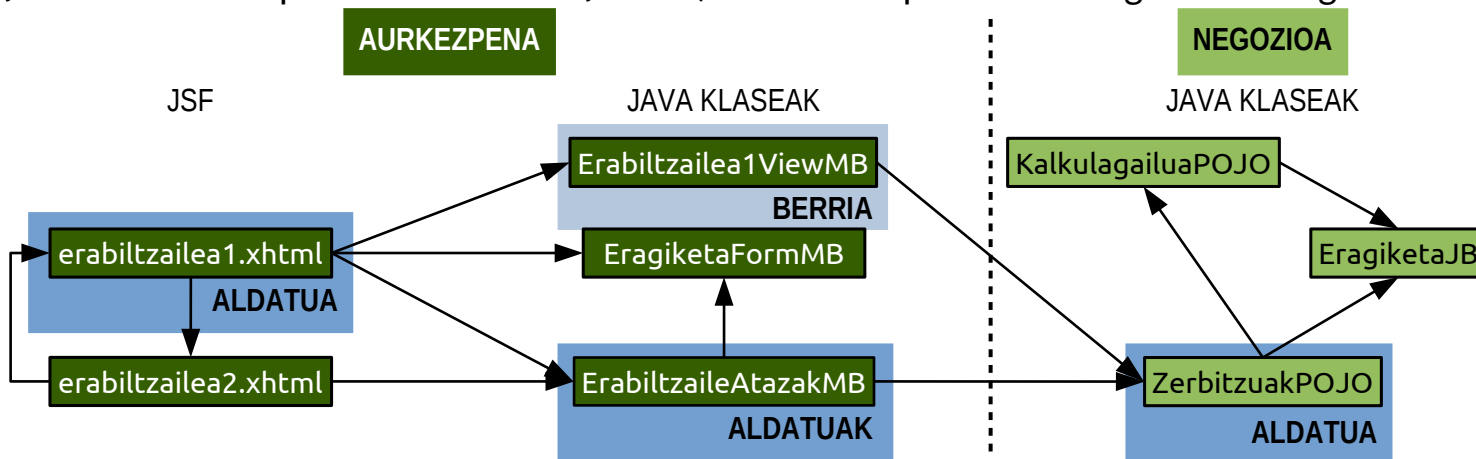 AURKEZPENA
NEGOZIOA
JSF
JAVA KLASEAK
JAVA KLASEAK
Erabiltzailea1ViewMB
BERRIA
KalkulagailuaPOJO
erabiltzailea1.xhtml
ALDATUA
EragiketaFormMB
EragiketaJB
erabiltzailea2.xhtml
ErabiltzaileAtazakMB
ALDATUAK
ZerbitzuakPOJO
ALDATUA